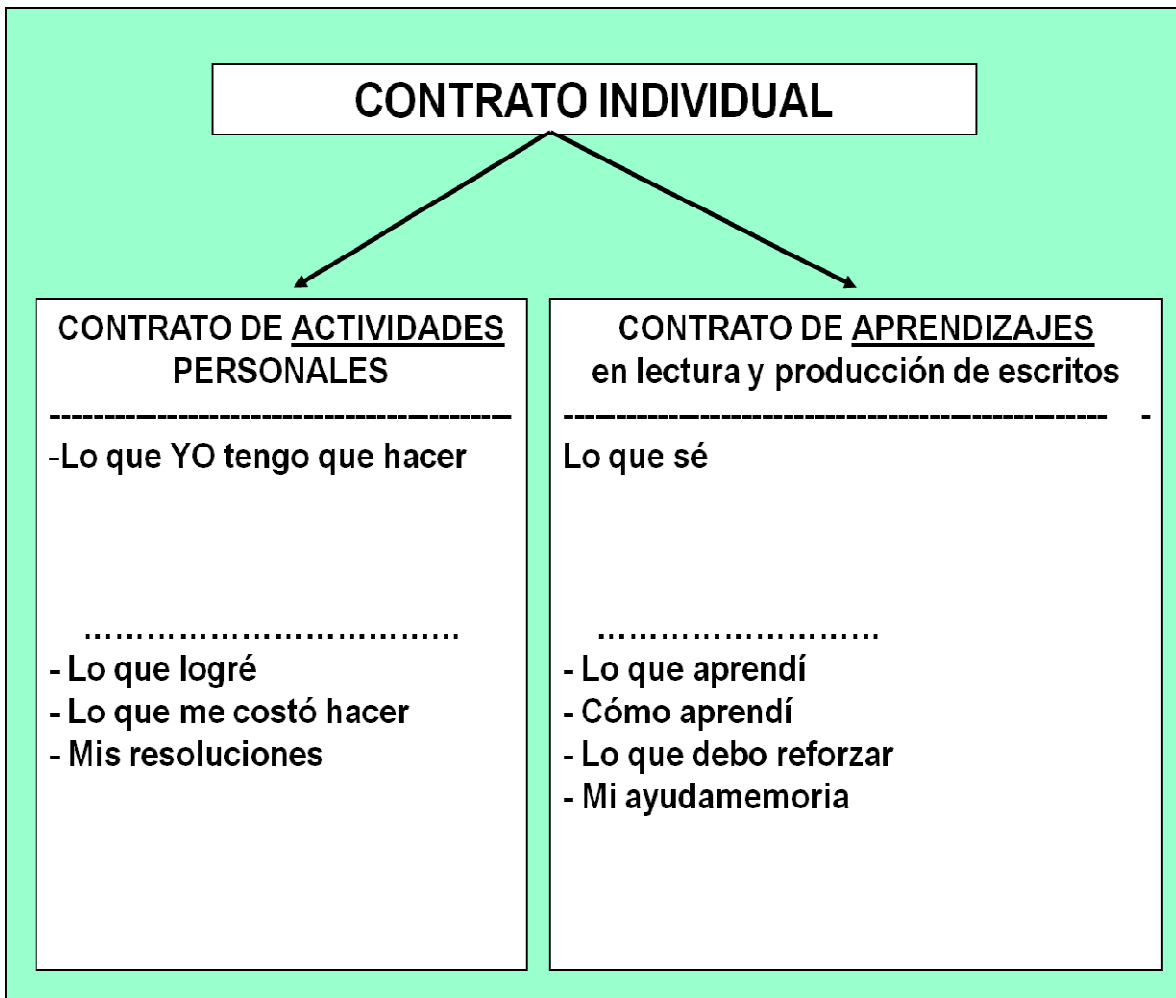 CONTRATO INDIVIDUAL
CONTRATO DE ACTIVIDADES
PERSONALES
---------------------------------------------
-Lo que YO tengo que hacer
………………………………
- Lo que logré
- Lo que me costó hacer
- Mis resoluciones
CONTRATO DE APRENDIZAJES
en lectura y producción de escritos
----------------------------------------------------- -
Lo que sé
………………………
- Lo que aprendí
- Cómo aprendí
- Lo que debo reforzar
- Mi ayudamemoria